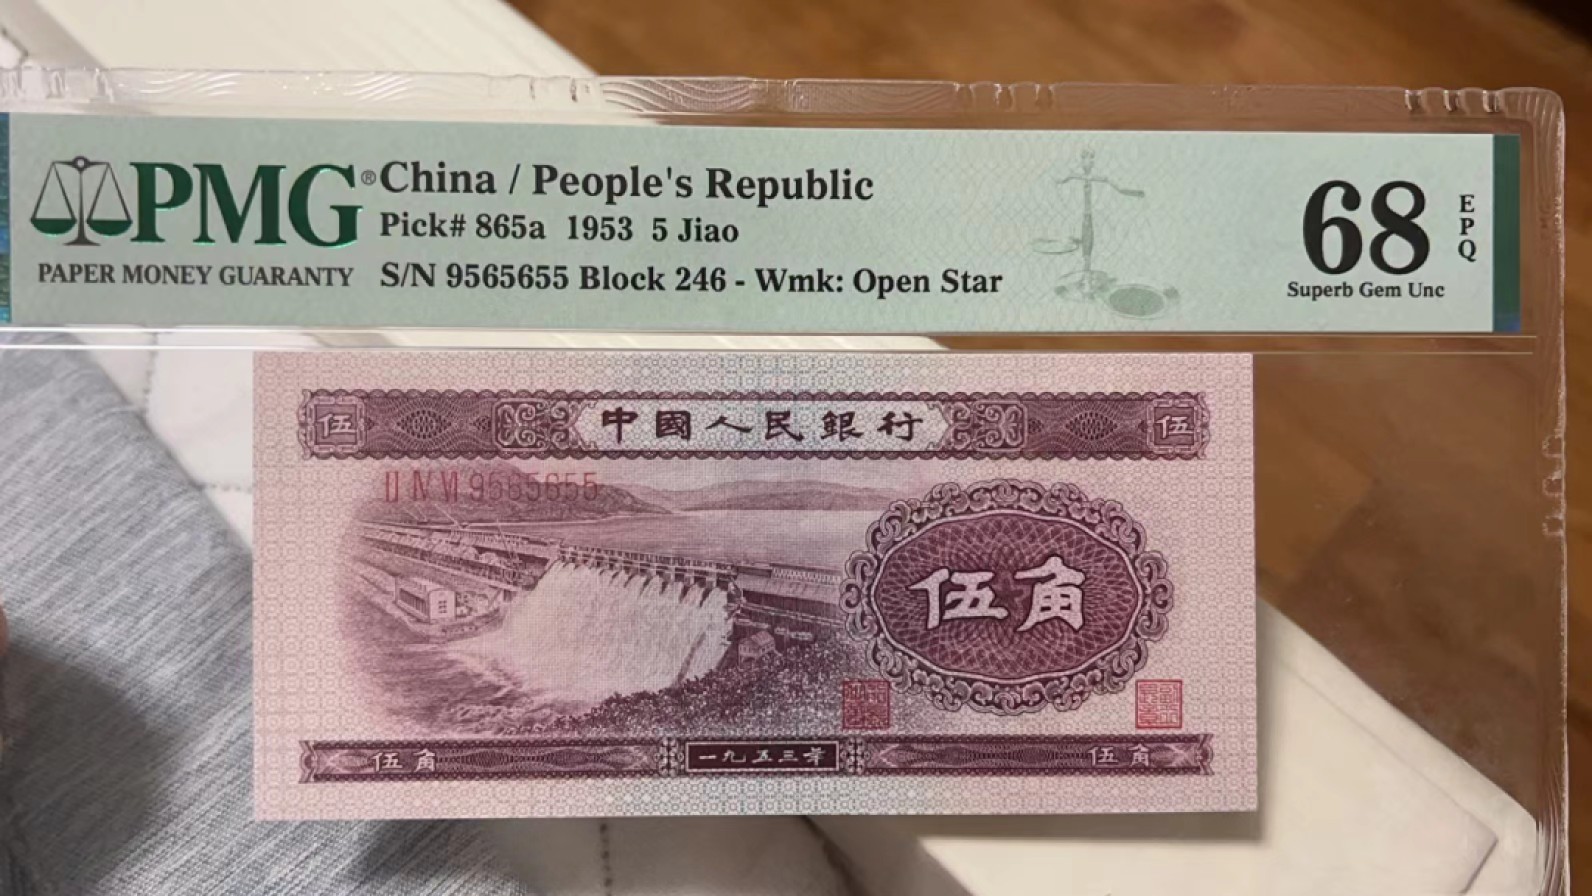 PMG® China / People's Republic
Pick# 865a 1953 5 Jiao
PAPER MONEY GUARANTY S/N 9565655 Block 246 - Wmk: Open Star
68 EPQ
Superb Gem Unc
伍 中國人民銀行 伍
II IV VI 9565655
伍角
伍角 一九五三年 伍角